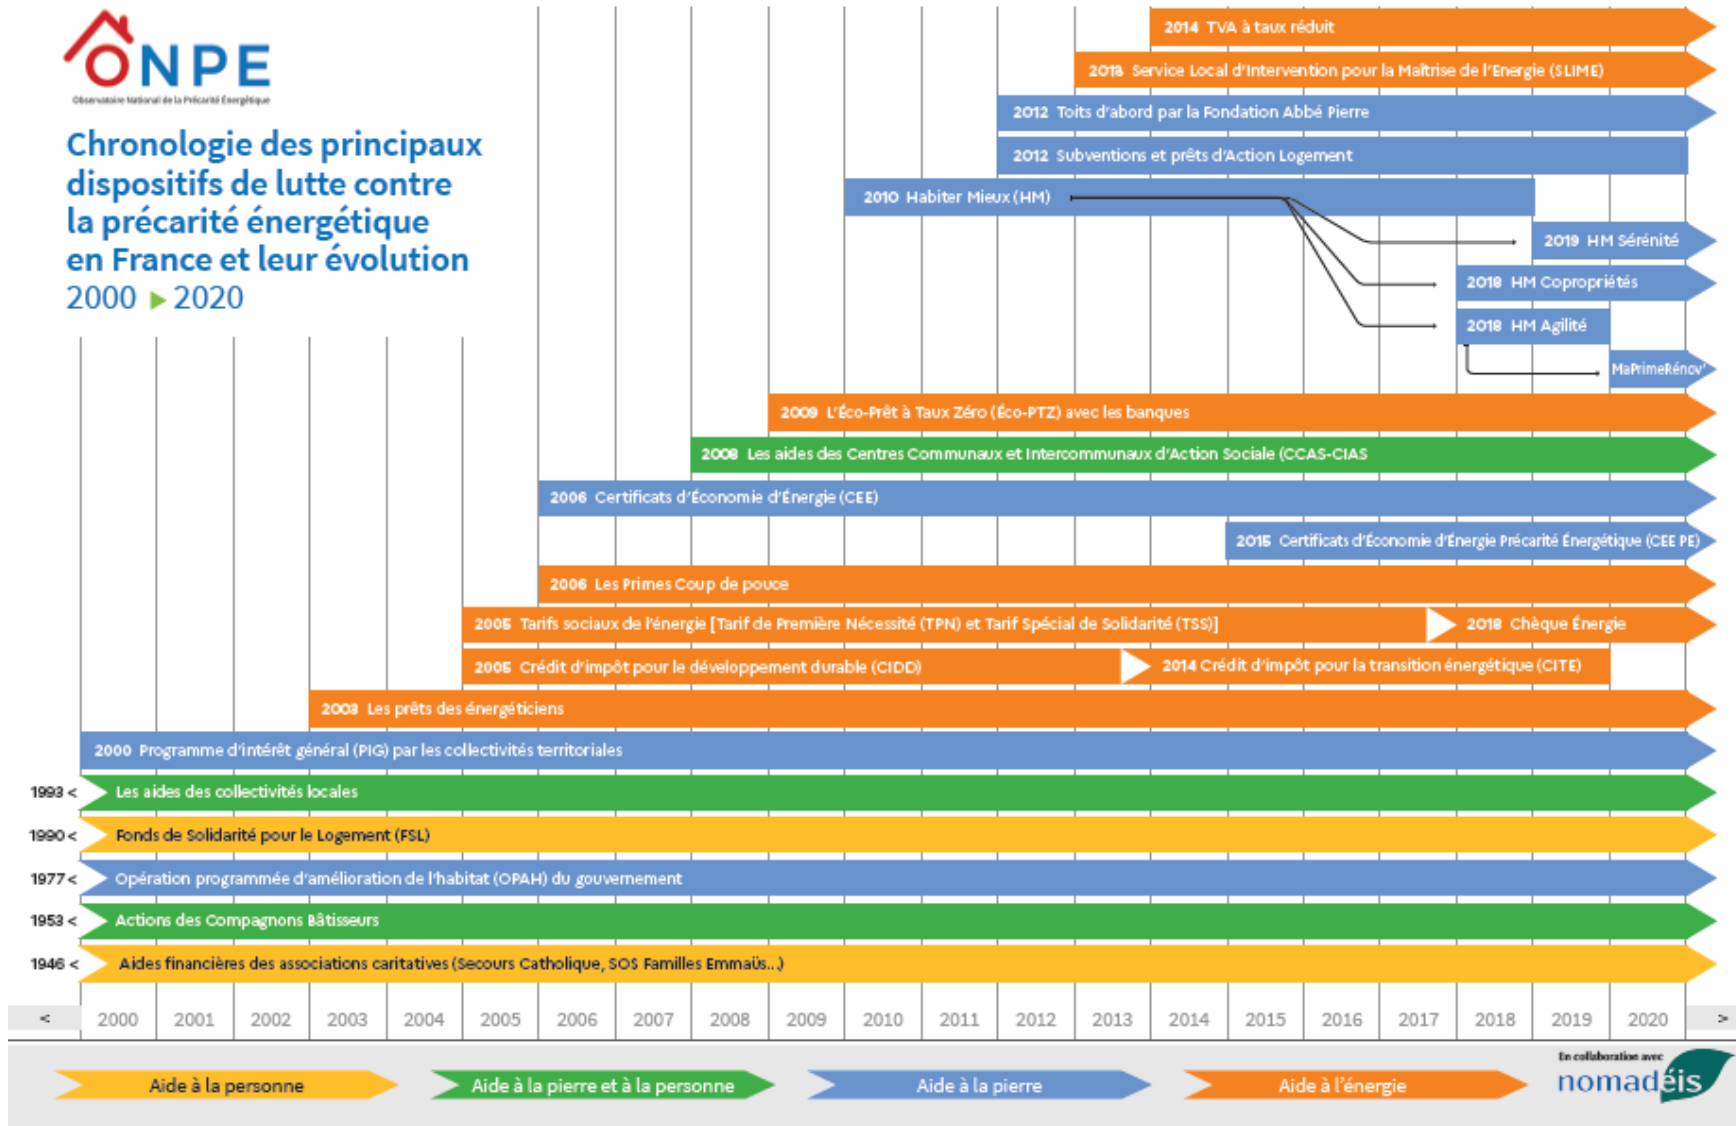 ONPE
Observatoire National de la Précarité Énergétique
Chronologie des principaux
dispositifs de lutte contre
la précarité énergétique
en France et leur évolution
2000 ▶ 2020
2014 TVA à taux réduit
2013 Service Local d'Intervention pour la Maîtrise de l'Energie (SLIME)
2012 Toits d'abord par la Fondation Abbé Pierre
2012 Subventions et prêts d'Action Logement
2010 Habiter Mieux (HM)
2019 HM Sérénité
2018 HM Copropriétés
2018 HM Agilité
MaPrimeRénov'
2009 L'Éco-Prêt à Taux Zéro (Éco-PTZ) avec les banques
2008 Les aides des Centres Communaux et Intercommunaux d'Action Sociale (CCAS-CIAS
2006 Certificats d'Économie d'Énergie (CEE)
2015 Certificats d'Économie d'Énergie Précarité Énergétique (CEE PE)
2006 Les Primes Coup de pouce
2005 Tarifs sociaux de l'énergie [Tarif de Première Nécessité (TPN) et Tarif Spécial de Solidarité (TSS)]
2018 Chèque Énergie
2005 Crédit d'impôt pour le développement durable (CIDD)
2014 Crédit d'impôt pour la transition énergétique (CITE)
2003 Les prêts des énergéticiens
2000 Programme d'intérêt général (PIG) par les collectivités territoriales
1993 < Les aides des collectivités locales
1990 < Fonds de Solidarité pour le Logement (FSL)
1977 < Opération programmée d'amélioration de l'habitat (OPAH) du gouvernement
1953 < Actions des Compagnons Bâtisseurs
1946 < Aides financières des associations caritatives (Secours Catholique, SOS Familles Emmaüs...)
< 2000 2001 2002 2003 2004 2005 2006 2007 2008 2009 2010 2011 2012 2013 2014 2015 2016 2017 2018 2019 2020 >
Aide à la personne
Aide à la pierre et à la personne
Aide à la pierre
Aide à l'énergie
En collaboration avec
nomadéis